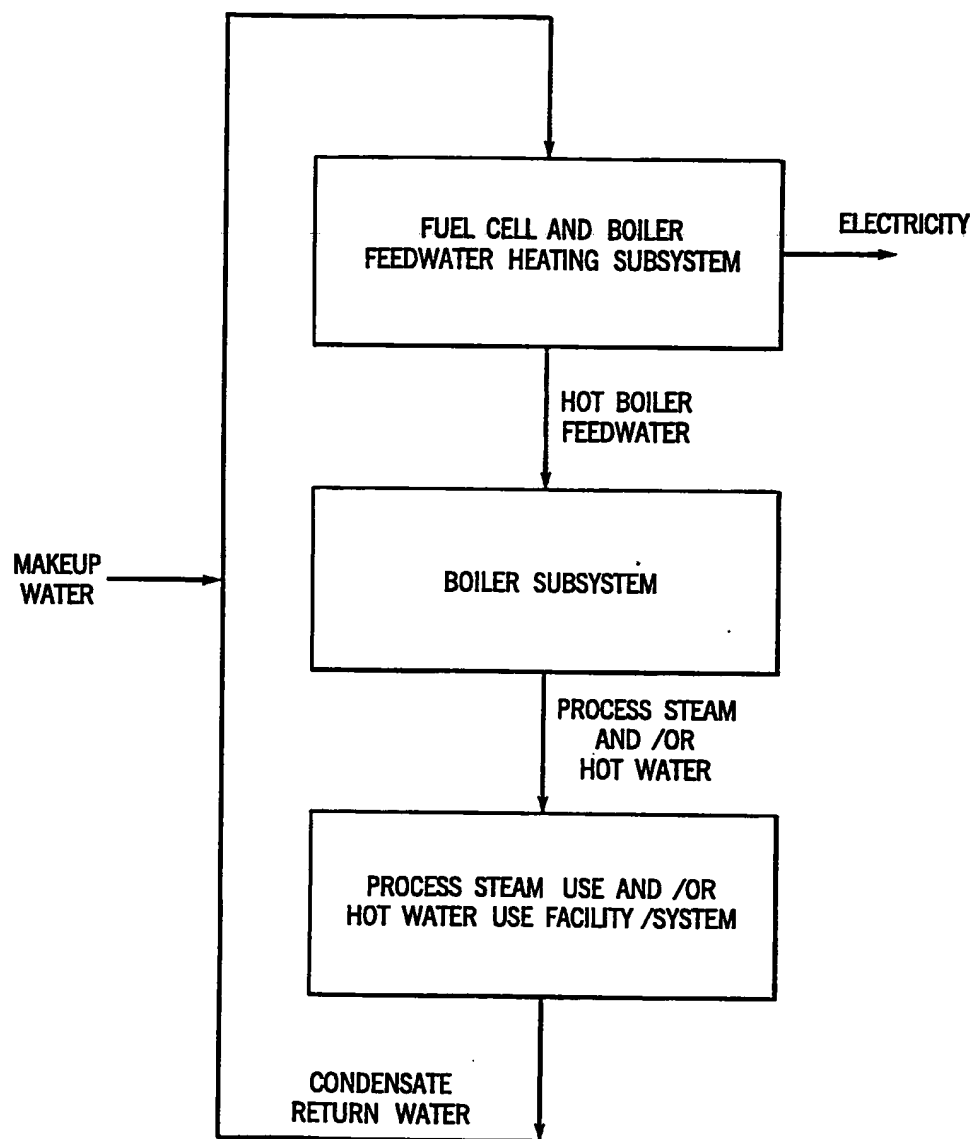 FUEL CELL AND BOILER
FEEDWATER HEATING SUBSYSTEM
ELECTRICITY
HOT BOILER
FEEDWATER
MAKEUP
WATER
BOILER SUBSYSTEM
PROCESS STEAM
AND /OR
HOT WATER
PROCESS STEAM USE AND /OR
HOT WATER USE FACILITY /SYSTEM
CONDENSATE
RETURN WATER